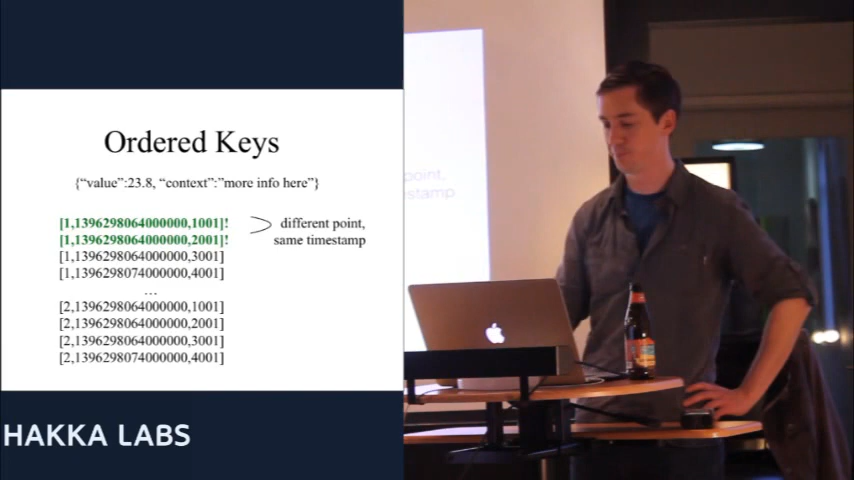 Ordered Keys
{“value”:23.8, “context”:”more info here”}
[1,1396298064000000,1001]!
[1,1396298064000000,2001]!
[1,1396298064000000,3001]
[1,1396298074000000,4001]
…
[2,1396298064000000,1001]
[2,1396298064000000,2001]
[2,1396298064000000,3001]
[2,1396298074000000,4001]
different point,
same timestamp
point,
stamp
HAKKA LABS